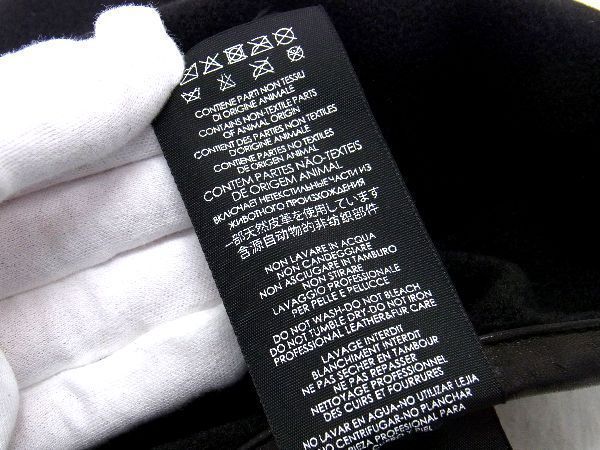 CONTIENE PARTI NON TESSILI
DI ORIGINE ANIMALE
CONTAINS NON-TEXTILE PARTS
OF ANIMAL ORIGIN
CONTIENT DES PARTIES NON TEXTILES
D'ORIGINE ANIMALE
CONTIENE PARTES NO TEXTILES
DE ORIGEN ANIMAL
CONTEM PARTES NÃO-TEXTEIS
DE ORIGEM ANIMAL
ВКЛЮЧАЕТ НЕТЕКСТИЛЬНЫЕ ЧАСТИ ИЗ
ЖИВОТНОГО ПРОИСХОЖДЕНИЯ
一部天然皮革を使用しています
含源自动物的非纺织部件
NON LAVARE IN ACQUA
NON CANDEGGIARE
NON ASCIUGARE IN TAMBURO
NON STIRARE
LAVAGGIO PROFESSIONALE
PER PELLE E PELLICCE
DO NOT WASH-DO NOT BLEACH
DO NOT TUMBLE DRY-DO NOT IRON
PROFESSIONAL LEATHER&FUR CARE
LAVAGE INTERDIT
BLANCHIMENT INTERDIT
NE PAS SÉCHER EN TAMBOUR
NE PAS REPASSER
NETTOYAGE PROFESSIONNEL
DES CUIRS ET FOURRURES
NO LAVAR EN AGUA-NO UTILIZAR LEJIA
NO CENTRIFUGAR-NO PLANCHAR
PROFESIONAL PARA